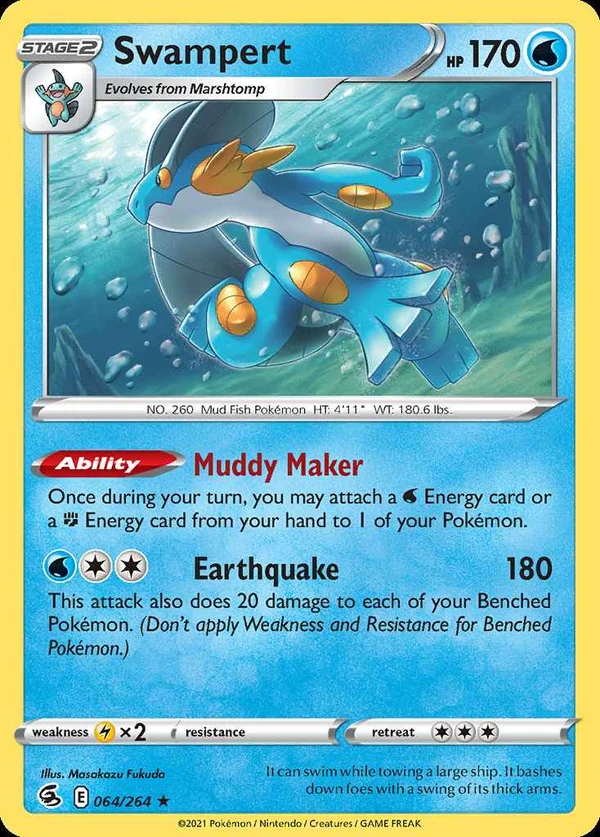 STAGE 2
Swampert
HP 170
Evolves from Marshtomp
NO. 260 Mud Fish Pokémon HT: 4'11" WT: 180.6 lbs.
Ability Muddy Maker
Once during your turn, you may attach a Energy card or
a Energy card from your hand to 1 of your Pokémon.
Earthquake 180
This attack also does 20 damage to each of your Benched
Pokémon. (Don't apply Weakness and Resistance for Benched
Pokémon.)
weakness ×2 resistance retreat
Illus. Masakazu Fukuda
It can swim while towing a large ship. It bashes
down foes with a swing of its thick arms.
E 064/264 ★
©2021 Pokémon / Nintendo / Creatures / GAME FREAK